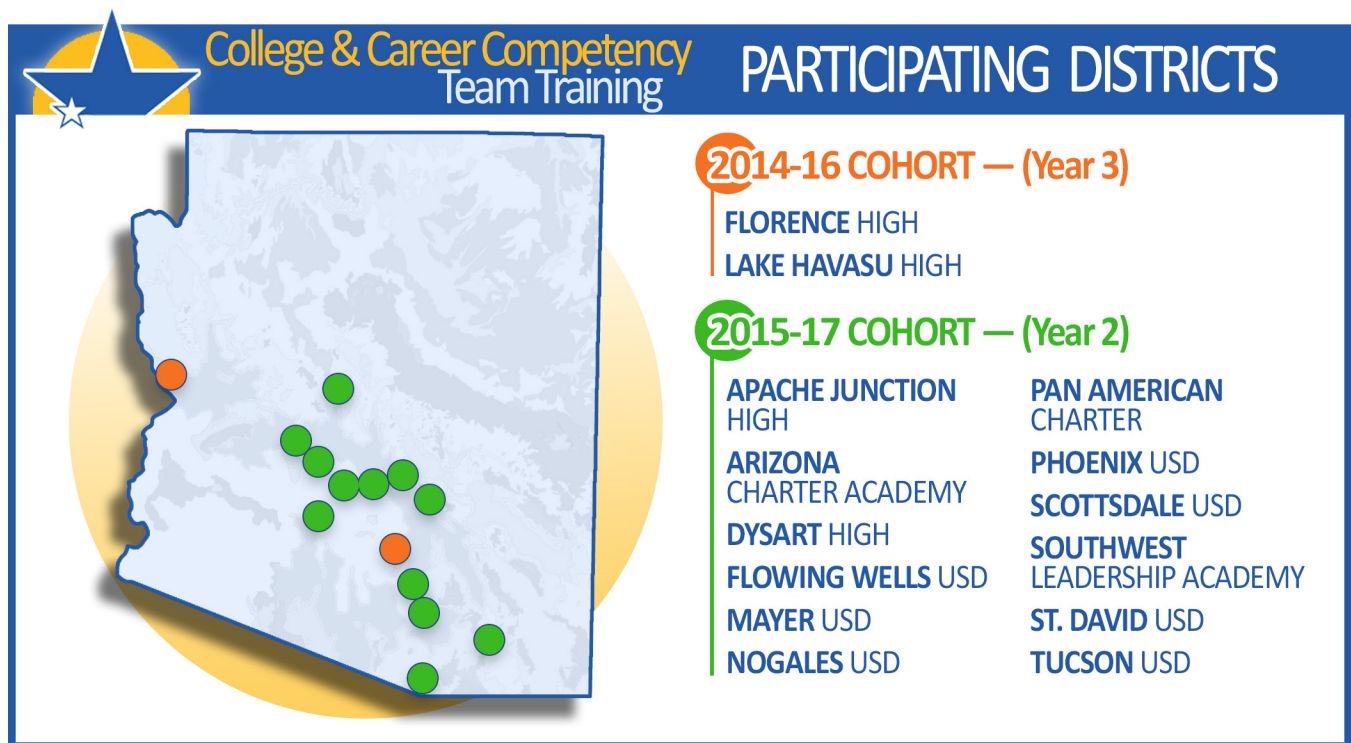 College & Career Competency
Team Training
PARTICIPATING DISTRICTS
2014-16 COHORT — (Year 3)
FLORENCE HIGH
LAKE HAVASU HIGH
2015-17 COHORT — (Year 2)
APACHE JUNCTION
HIGH
ARIZONA
CHARTER ACADEMY
DYSART HIGH
FLOWING WELLS USD
MAYER USD
NOGALES USD
PAN AMERICAN
CHARTER
PHOENIX USD
SCOTTSDALE USD
SOUTHWEST
LEADERSHIP ACADEMY
ST. DAVID USD
TUCSON USD